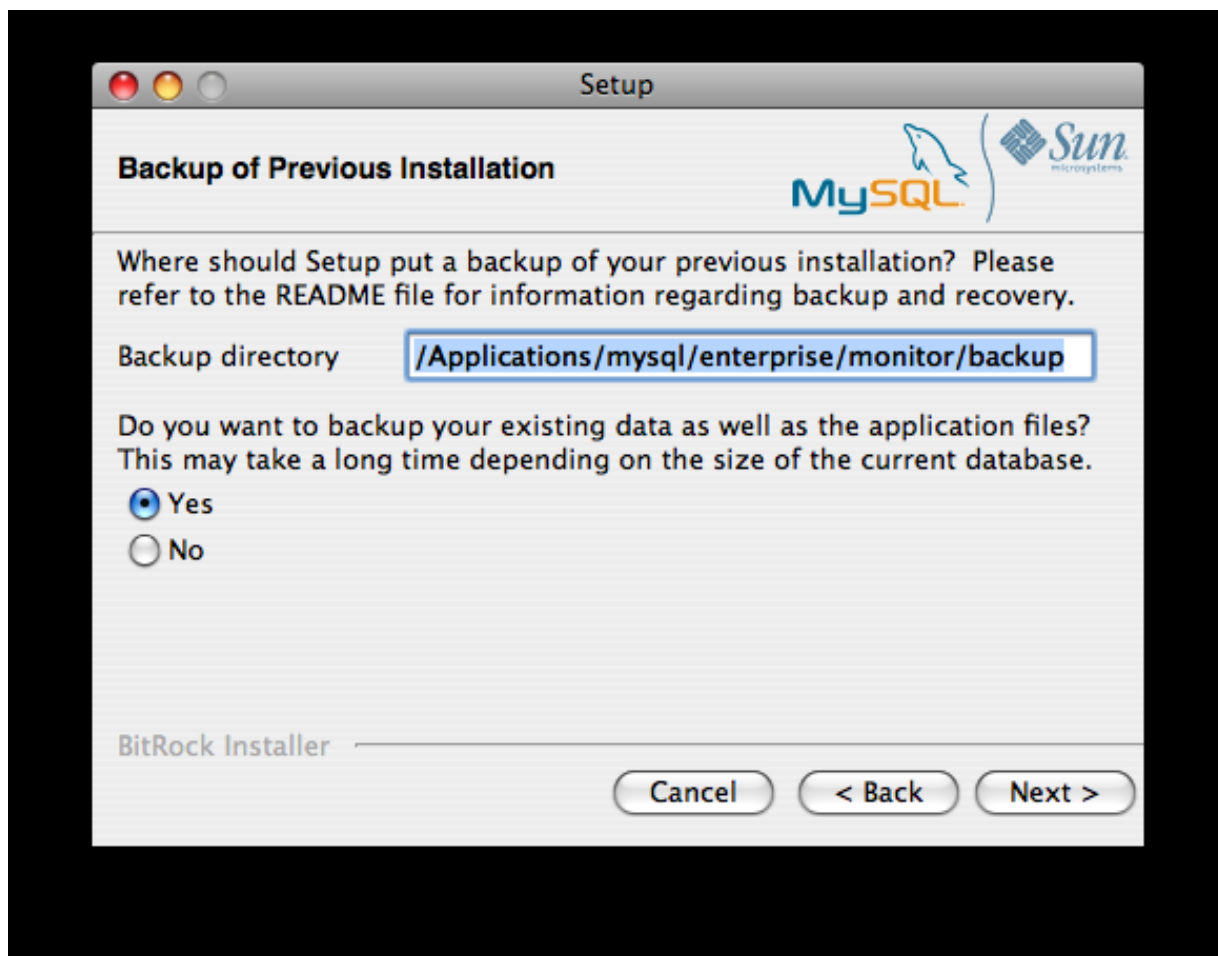 Setup
Backup of Previous Installation
MySQL
Sun
microsystems
Where should Setup put a backup of your previous installation?  Please
refer to the README file for information regarding backup and recovery.
Backup directory /Applications/mysql/enterprise/monitor/backup
Do you want to backup your existing data as well as the application files?
This may take a long time depending on the size of the current database.
Yes
No
BitRock Installer
Cancel < Back Next >